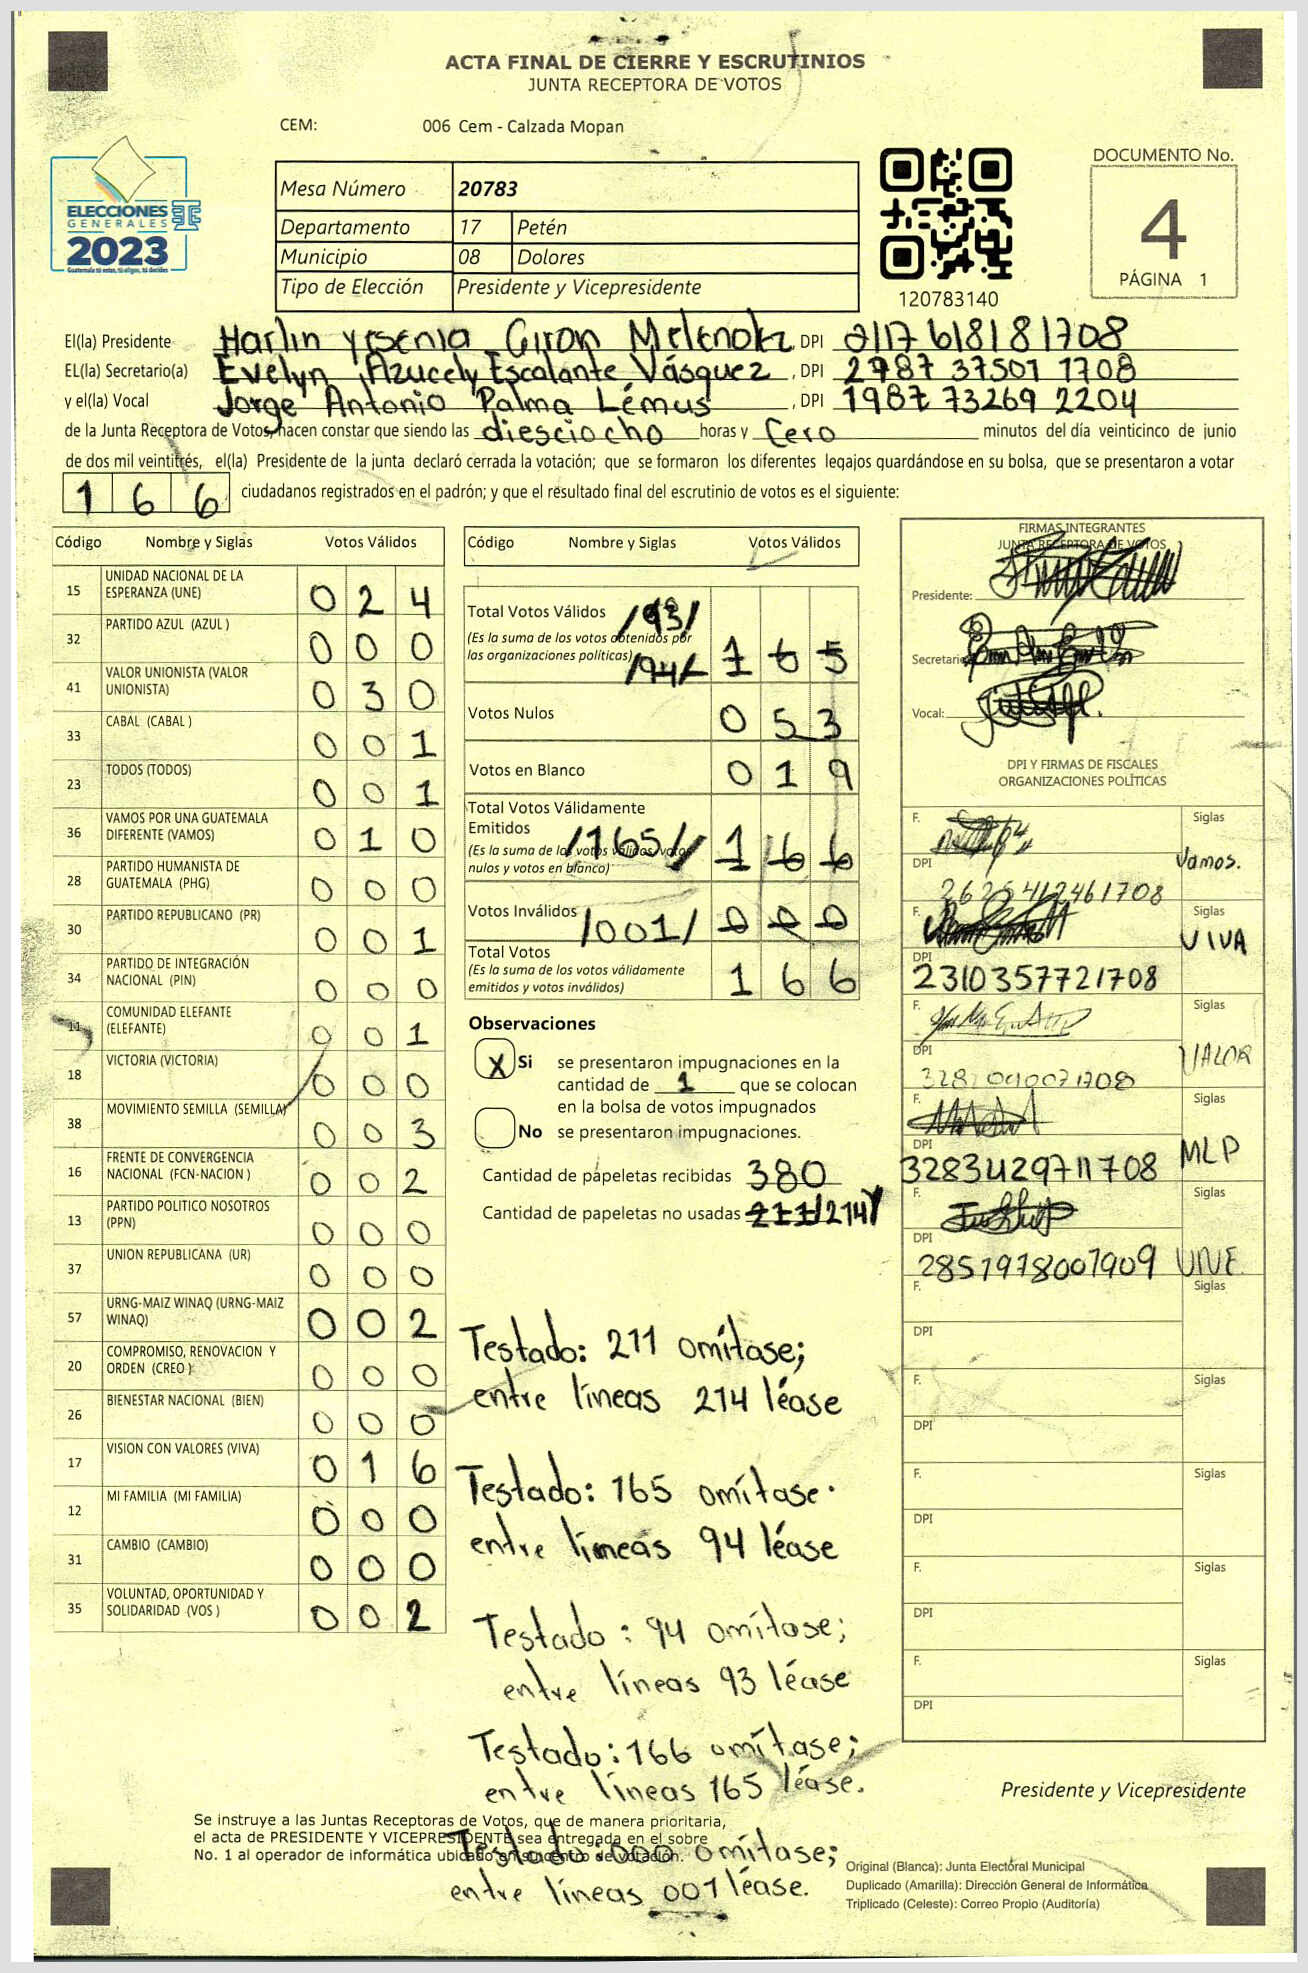 ACTA FINAL DE CIERRE Y ESCRUTINIOS
JUNTA RECEPTORA DE VOTOS
CEM: 006 Cem - Calzada Mopan
ELECCIONES
GENERALES
2023
Guatemala tú votas, tú eliges, tú decides
Mesa Número 20783
Departamento 17 Petén
Municipio 08 Dolores
Tipo de Elección Presidente y Vicepresidente
120783140
DOCUMENTO No.
4
PÁGINA 1
El(la) Presidente Harlin yesenia Giron DPI 2117 61818 1708
EL(la) Secretario(a) Evelyn Azucely Escalante Vásquez, DPI 2787 37501 1708
y el(la) Vocal Jorge Antonio Palma Lémus, DPI 1987 73269 2204
de la Junta Receptora de Votos, hacen constar que siendo las diesciocho horas y Cero minutos del día veinticinco de junio
de dos mil veintitrés, el(la) Presidente de la junta declaró cerrada la votación; que se formaron los diferentes legajos guardándose en su bolsa, que se presentaron a votar
1 6 6 ciudadanos registrados en el padrón; y que el resultado final del escrutinio de votos es el siguiente:
Código Nombre y Siglas Votos Válidos
15 UNIDAD NACIONAL DE LA
ESPERANZA (UNE) 0 2 4
32 PARTIDO AZUL (AZUL ) 0 0 0
41 VALOR UNIONISTA (VALOR
UNIONISTA) 0 3 0
33 CABAL (CABAL ) 0 0 1
23 TODOS (TODOS) 0 0 1
36 VAMOS POR UNA GUATEMALA
DIFERENTE (VAMOS) 0 1 0
28 PARTIDO HUMANISTA DE
GUATEMALA (PHG) 0 0 0
30 PARTIDO REPUBLICANO (PR) 0 0 1
34 PARTIDO DE INTEGRACIÓN
NACIONAL (PIN) 0 0 0
11 COMUNIDAD ELEFANTE
(ELEFANTE) 0 0 1
18 VICTORIA (VICTORIA) 0 0 0
38 MOVIMIENTO SEMILLA (SEMILLA) 0 0 3
16 FRENTE DE CONVERGENCIA
NACIONAL (FCN-NACION ) 0 0 2
13 PARTIDO POLITICO NOSOTROS
(PPN) 0 0 0
37 UNION REPUBLICANA (UR) 0 0 0
57 URNG-MAIZ WINAQ (URNG-MAIZ
WINAQ) 0 0 2
20 COMPROMISO, RENOVACION Y
ORDEN (CREO ) 0 0 0
26 BIENESTAR NACIONAL (BIEN) 0 0 0
17 VISION CON VALORES (VIVA) 0 1 6
12 MI FAMILIA (MI FAMILIA) 0 0 0
31 CAMBIO (CAMBIO) 0 0 0
35 VOLUNTAD, OPORTUNIDAD Y
SOLIDARIDAD (VOS ) 0 0 2
Código Nombre y Siglas Votos Válidos
Total Votos Válidos /93/
(Es la suma de los votos obtenidos por
las organizaciones políticas) /94/ 1 6 5
Votos Nulos 0 5 3
Votos en Blanco 0 1 9
Total Votos Válidamente
Emitidos /165/ 1 6 6
(Es la suma de los votos válidos, votos
nulos y votos en blanco)
Votos Inválidos /001/ 0 0 0
Total Votos
(Es la suma de los votos válidamente
emitidos y votos inválidos) 1 6 6
Observaciones
X Si se presentaron impugnaciones en la
cantidad de 1 que se colocan
en la bolsa de votos impugnados
No se presentaron impugnaciones.
Cantidad de papeletas recibidas 380
Cantidad de papeletas no usadas 211 /214/
Testado: 211 omítase;
entre líneas 214 léase
Testado: 165 omítase.
entre líneas 94 léase
Testado: 94 omítase;
entre líneas 93 léase
Testado: 166 omítase;
entre líneas 165 léase.
Testado: 000 omítase;
entre líneas 001 léase.
FIRMAS INTEGRANTES
JUNTA RECEPTORA DE VOTOS
Presidente:
Secretario
Vocal:
DPI Y FIRMAS DE FISCALES
ORGANIZACIONES POLÍTICAS
F. Siglas
Vamos.
DPI 2625412461708
F. Siglas
VIVA
DPI
2310357721708
F. Siglas
VALOR
DPI
F. Siglas
MLP
DPI
3283429711708
F. Siglas
DPI
2851978001909 UNE
F. Siglas
DPI
F. Siglas
DPI
F. Siglas
DPI
F. Siglas
DPI
F. Siglas
DPI
Presidente y Vicepresidente
Se instruye a las Juntas Receptoras de Votos, que de manera prioritaria,
el acta de PRESIDENTE Y VICEPRESIDENTE sea entregada en el sobre
No. 1 al operador de informática ubicado en su centro de votación.
Original (Blanca): Junta Electoral Municipal
Duplicado (Amarilla): Dirección General de Informática
Triplicado (Celeste): Correo Propio (Auditoría)